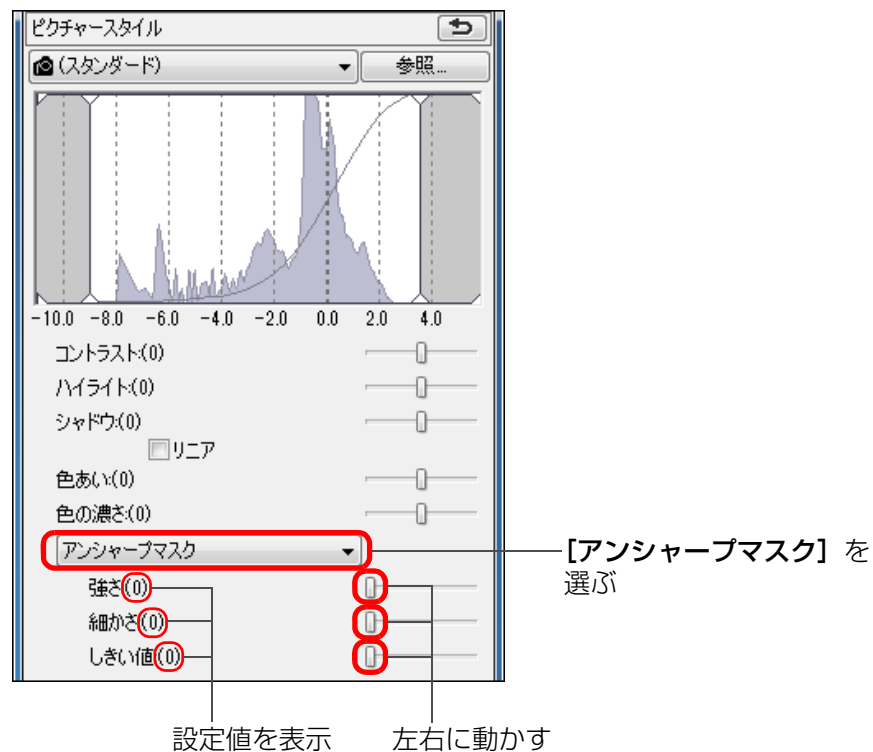 ピクチャースタイル
(スタンダード)
参照...
-10.0 -8.0 -6.0 -4.0 -2.0 0.0 2.0 4.0
コントラスト:(0)
ハイライト:(0)
シャドウ:(0)
リニア
色あい:(0)
色の濃さ:(0)
アンシャープマスク
[アンシャープマスク] を
選ぶ
強さ(0)
細かさ(0)
しきい値(0)
設定値を表示
左右に動かす